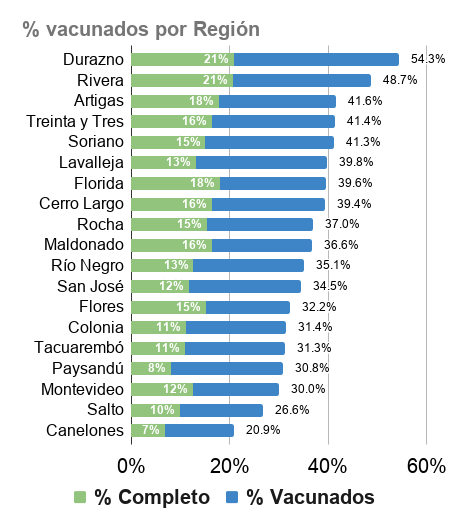 % vacunados por Región
Durazno 21% 54.3%
Rivera 21% 48.7%
Artigas 18% 41.6%
Treinta y Tres 16% 41.4%
Soriano 15% 41.3%
Lavalleja 13% 39.8%
Florida 18% 39.6%
Cerro Largo 16% 39.4%
Rocha 15% 37.0%
Maldonado 16% 36.6%
Río Negro 13% 35.1%
San José 12% 34.5%
Flores 15% 32.2%
Colonia 11% 31.4%
Tacuarembó 11% 31.3%
Paysandú 8% 30.8%
Montevideo 12% 30.0%
Salto 10% 26.6%
Canelones 7% 20.9%
0% 20% 40% 60%
% Completo % Vacunados